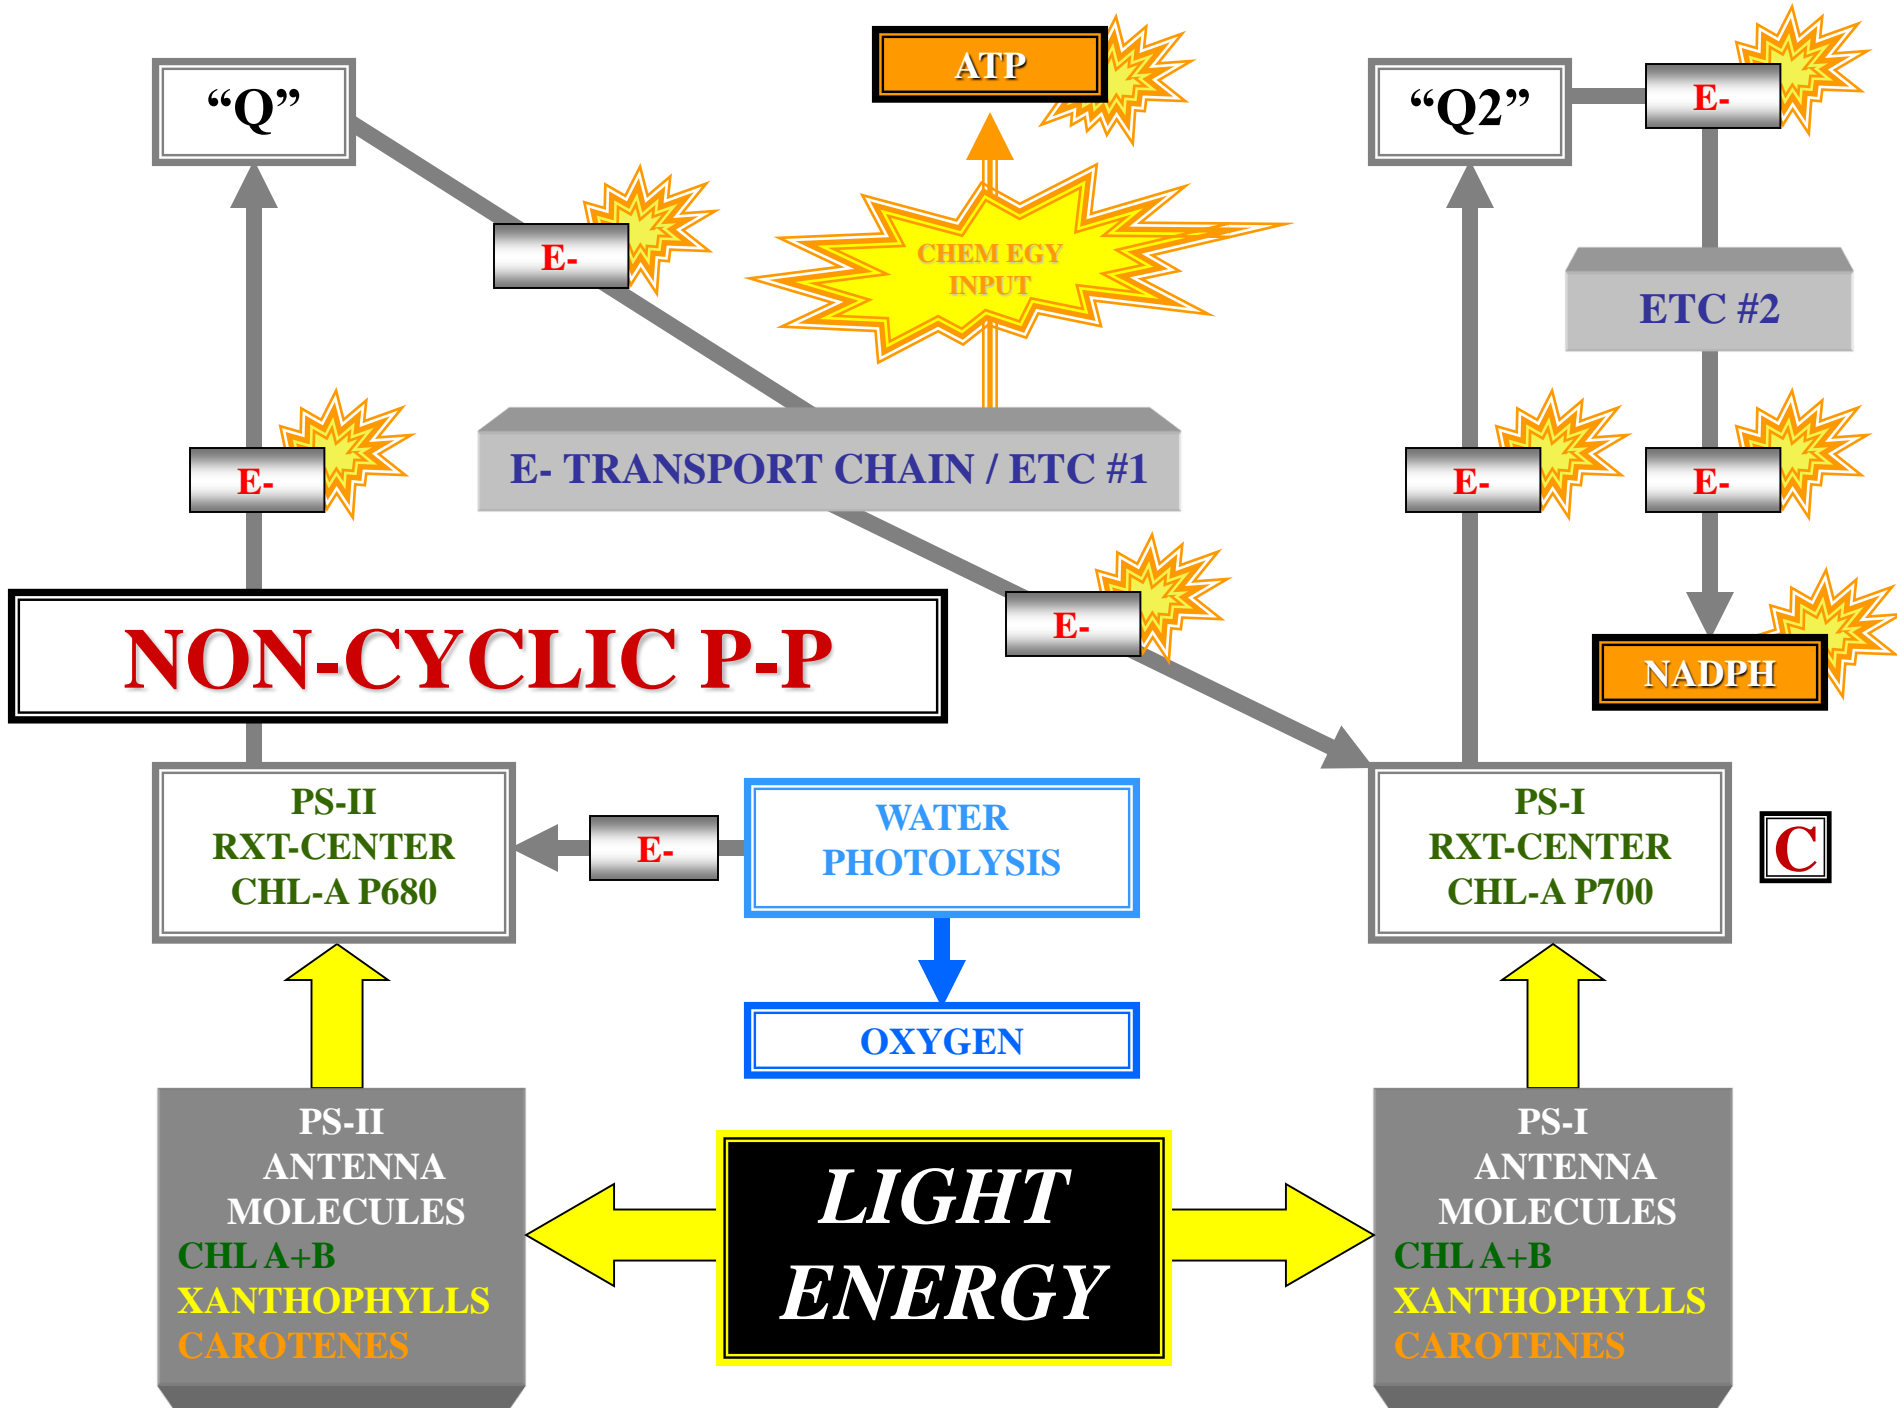 ATP
“Q”
“Q2”
E-
E-
CHEM EGY
INPUT
ETC #2
E- TRANSPORT CHAIN / ETC #1
E-
E-
E-
E-
NON-CYCLIC P-P
NADPH
PS-II
RXT-CENTER
CHL-A P680
E-
WATER
PHOTOLYSIS
PS-I
RXT-CENTER
CHL-A P700
C
OXYGEN
PS-II
ANTENNA
MOLECULES
CHL A+B
XANTHOPHYLLS
CAROTENES
LIGHT
ENERGY
PS-I
ANTENNA
MOLECULES
CHL A+B
XANTHOPHYLLS
CAROTENES